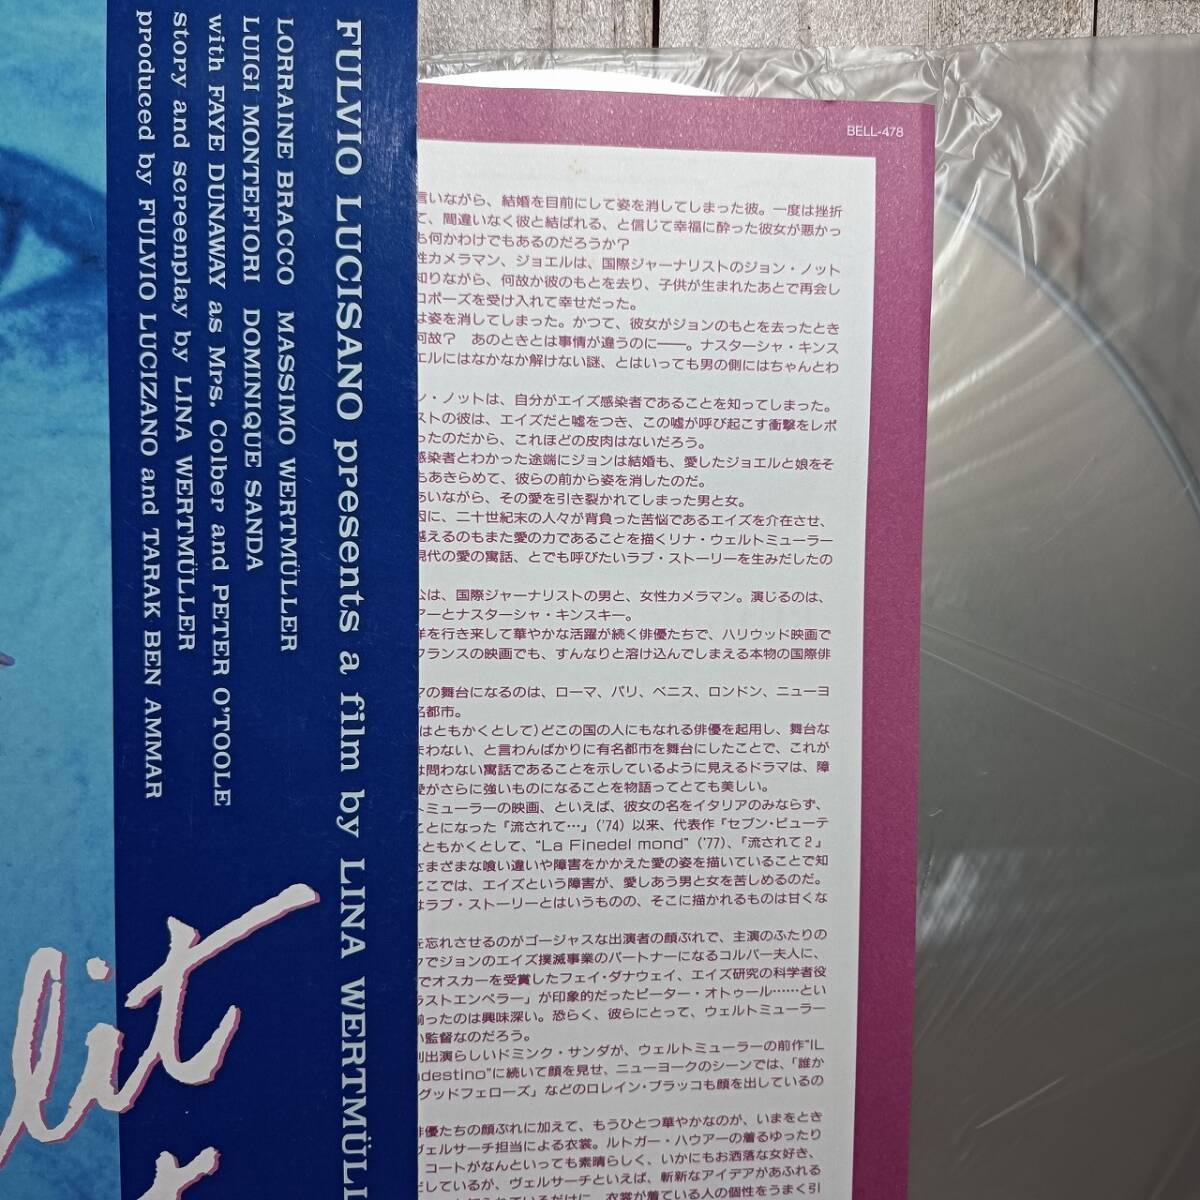 FULVIO LUCISANO presents a film by LINA WERTMÜLL
LORRAINE BRACCO MASSIMO WERTMÜLLER
LUIGI MONTEFIORI DOMINIQUE SANDA
with FAYE DUNAWAY as Mrs. Colber and PETER O'TOOLE
story and screenplay by LINA WERTMÜLLER
produced by FULVIO LUCIZANO and TARAK BEN AMMAR
lit
BELL-478
言いながら、結婚を目前にして姿を消してしまった彼。一度は挫折
て、間違いなく彼と結ばれる、と信じて幸福に酔った彼女が悪かっ
も何かわけでもあるのだろうか?
性カメラマン、ジョエルは、国際ジャーナリストのジョン・ノット
知りながら、何故か彼のもとを去り、子供が生まれたあとで再会し
ロポーズを受け入れて幸せだった。
は姿を消してしまった。かつて、彼女がジョンのもとを去ったとき
何故? あのときとは事情が違うのに——。ナスターシャ・キンス
エルにはなかなか解けない謎、とはいっても男の側にはちゃんとわ
ン・ノットは、自分がエイズ感染者であることを知ってしまった。
ストの彼は、エイズだと嘘をつき、この嘘が呼び起こす衝撃をレポ
ったのだから、これほどの皮肉はないだろう。
感染者とわかった途端にジョンは結婚も、愛したジョエルと娘をそ
もあきらめて、彼らの前から姿を消したのだ。
あいながら、その愛を引き裂かれてしまった男と女。
因に、二十世紀末の人々が背負った苦悩であるエイズを介在させ、
越えるのもまた愛の力であることを描くリナ・ウェルトミューラー
現代の愛の寓話、とでも呼びたいラブ・ストーリーを生みだしたの
公は、国際ジャーナリストの男と、女性カメラマン。演じるのは、
アーとナスターシャ・キンスキー。
洋を行き来して華やかな活躍が続く俳優たちで、ハリウッド映画で
フランスの映画でも、すんなりと溶け込んでしまえる本物の国際俳
マの舞台になるのは、ローマ、パリ、ベニス、ロンドン、ニューヨ
名都市。
はともかくとして)どこの国の人にもなれる俳優を起用し、舞台な
まわない、と言わんばかりに有名都市を舞台にしたことで、これが
は問わない寓話であることを示しているように見えるドラマは、障
愛がさらに強いものになることを物語ってとても美しい。
トミューラーの映画、といえば、彼女の名をイタリアのみならず、
ことになった『流されて…』('74) 以来、代表作『セブン・ビューテ
ともかくとして、“La Finedel mond” ('77)、『流されて2』
さまざまな喰い違いや障害をかかえた愛の姿を描いていることで知
ここでは、エイズという障害が、愛しあう男と女を苦しめるのだ。
はラブ・ストーリーとはいうものの、そこに描かれるものは甘くな
を忘れさせるのがゴージャスな出演者の顔ぶれで、主演のふたりの
クでジョンのエイズ撲滅事業のパートナーになるコルバー夫人に、
でオスカーを受賞したフェイ・ダナウェイ、エイズ研究の科学者役
ラストエンペラー」が印象的だったピーター・オトゥール……とい
揃ったのは興味深い。恐らく、彼らにとって、ウェルトミューラー
い監督なのだろう。
別出演らしいドミンク・サンダが、ウェルトミューラーの前作“IL
ndestino”に続いて顔を見せ、ニューヨークのシーンでは、「誰か
グッドフェローズ」などのロレイン・ブラッコも顔を出しているの
俳優たちの顔ぶれに加えて、もうひとつ華やかなのが、いまをとき
ヴェルサーチ担当による衣裳。ルトガー・ハウアーの着るゆったり
コートがなんといっても素晴らしく、いかにもお洒落な女好き、
だしているが、ヴェルサーチといえば、斬新なアイデアがあふれる
知られているだけに、衣裳が着ている人の個性をうまく引